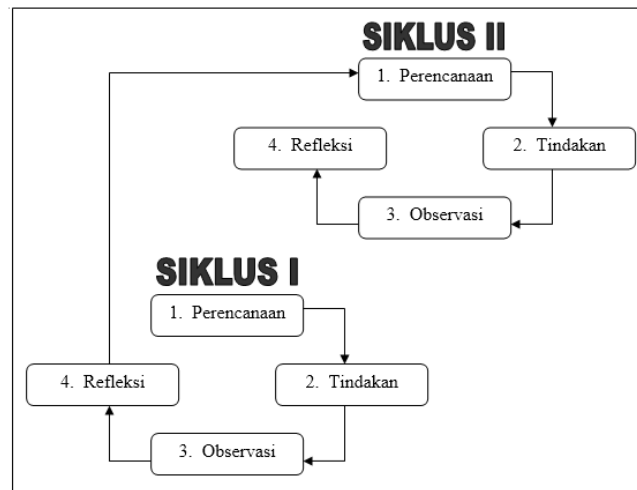 SIKLUS II
1. Perencanaan
4. Refleksi
2. Tindakan
3. Observasi
SIKLUS I
1. Perencanaan
4. Refleksi
2. Tindakan
3. Observasi